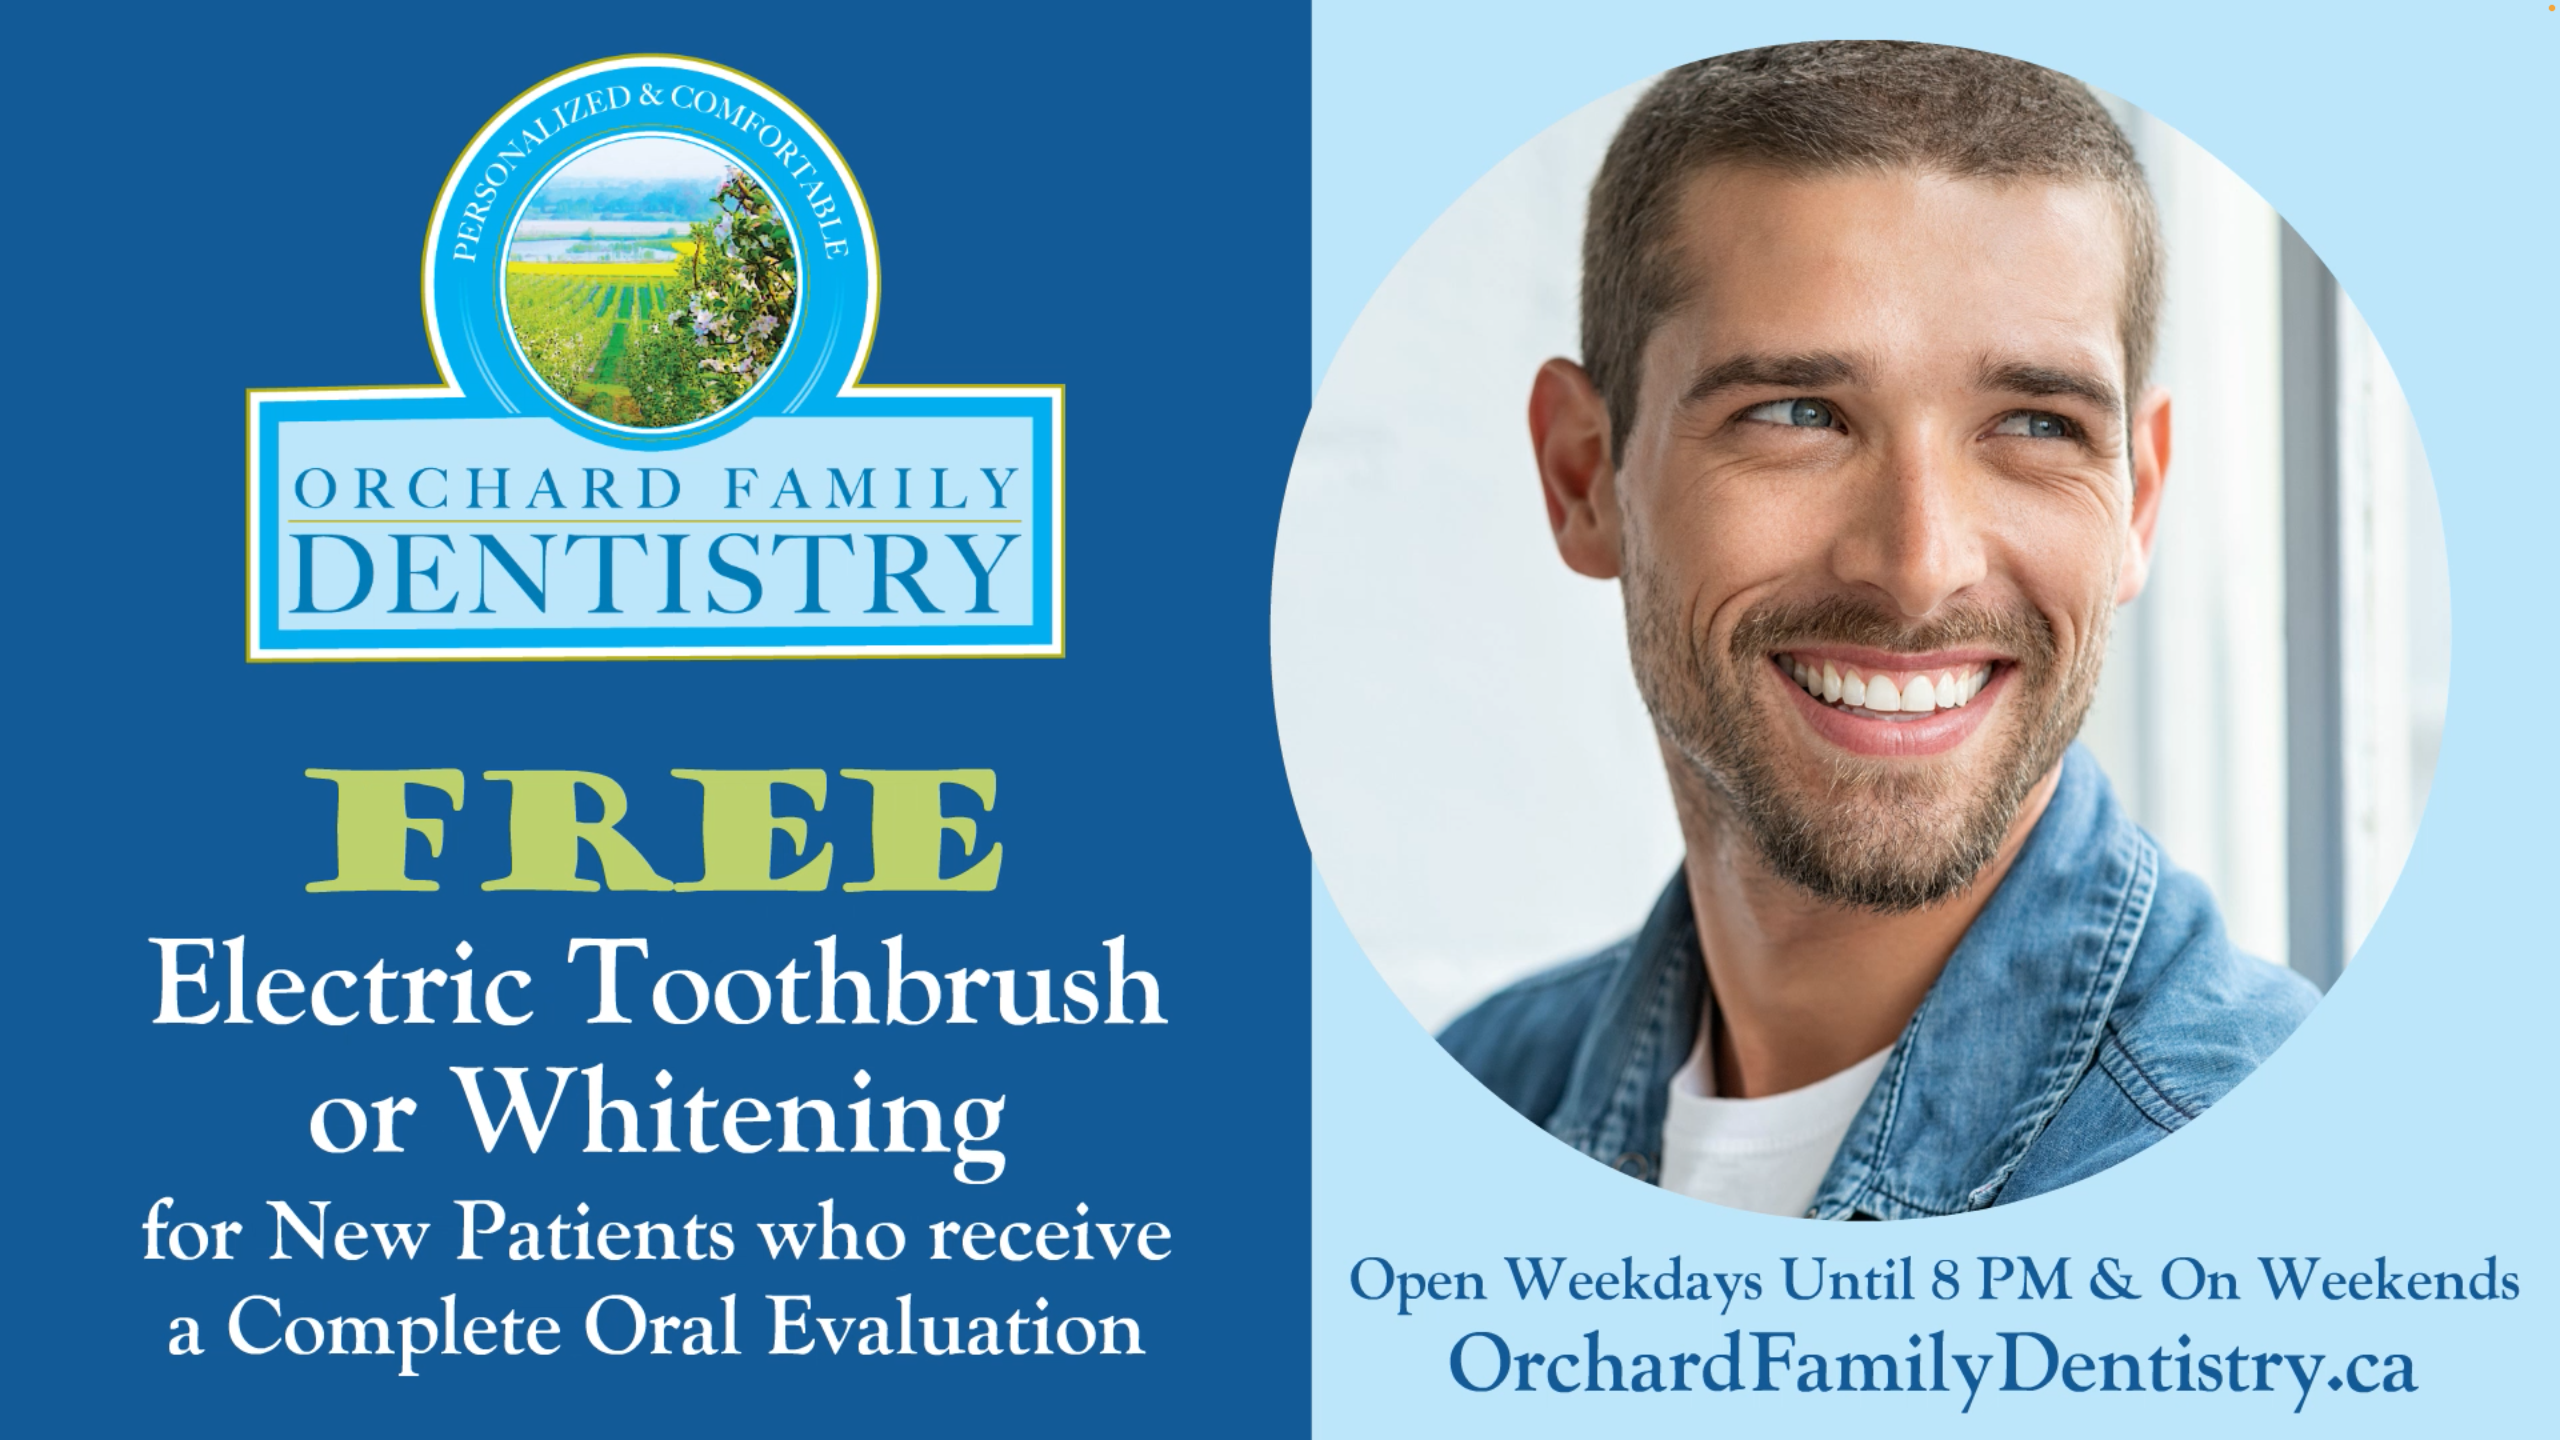 PERSONALIZED & COMFORTABLE
ORCHARD FAMILY
DENTISTRY
FREE
Electric Toothbrush
or Whitening
for New Patients who receive
a Complete Oral Evaluation
Open Weekdays Until 8 PM & On Weekends
OrchardFamilyDentistry.ca